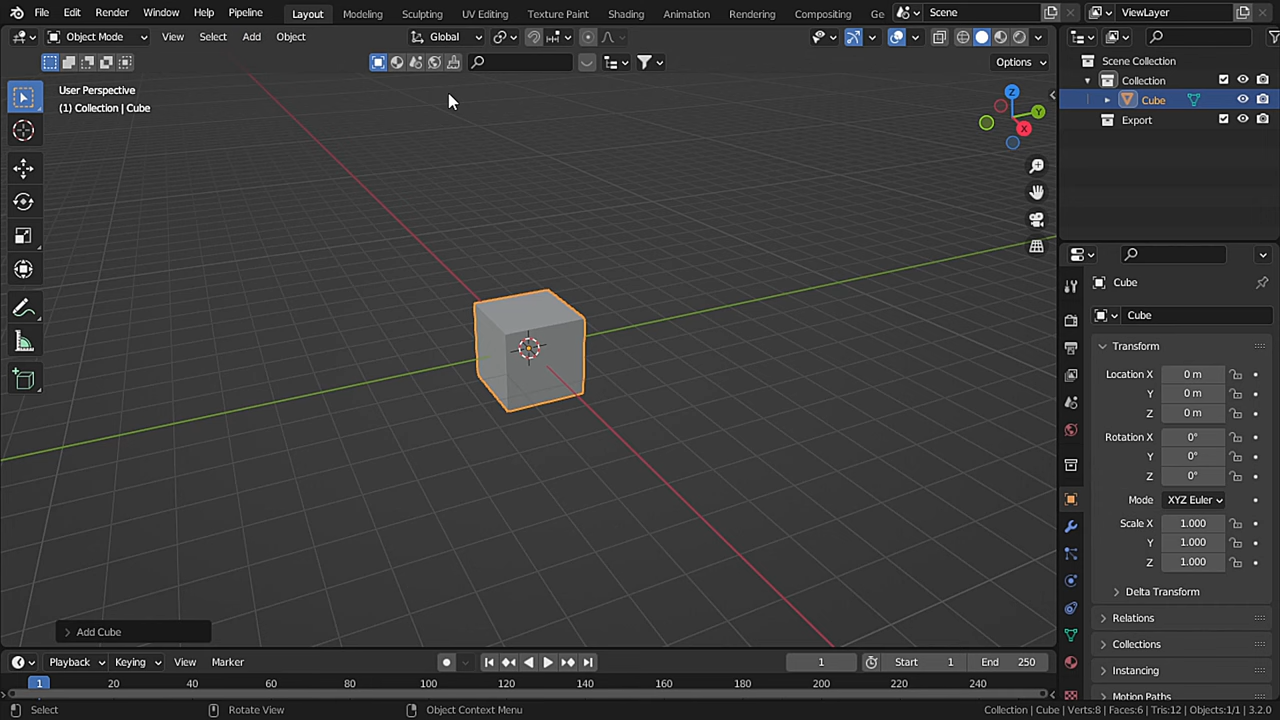 File Edit Render Window Help Pipeline Layout Modeling Sculpting UV Editing Texture Paint Shading Animation Rendering Compositing Ge Scene ViewLayer
Object Mode View Select Add Object Global
Options
User Perspective
(1) Collection | Cube
Z
Y
X
Scene Collection
Collection
Cube
Export
Cube
Cube
Transform
Location X 0 m
Y 0 m
Z 0 m
Rotation X 0°
Y 0°
Z 0°
Mode XYZ Euler
Scale X 1.000
Y 1.000
Z 1.000
Delta Transform
Relations
Collections
Instancing
Motion Paths
Add Cube
Playback Keying View Marker 1 Start 1 End 250
1 20 40 60 80 100 120 140 160 180 200 220 240
Select Rotate View Object Context Menu Collection | Cube | Verts:8 | Faces:6 | Tris:12 | Objects:1/1 | 3.2.0